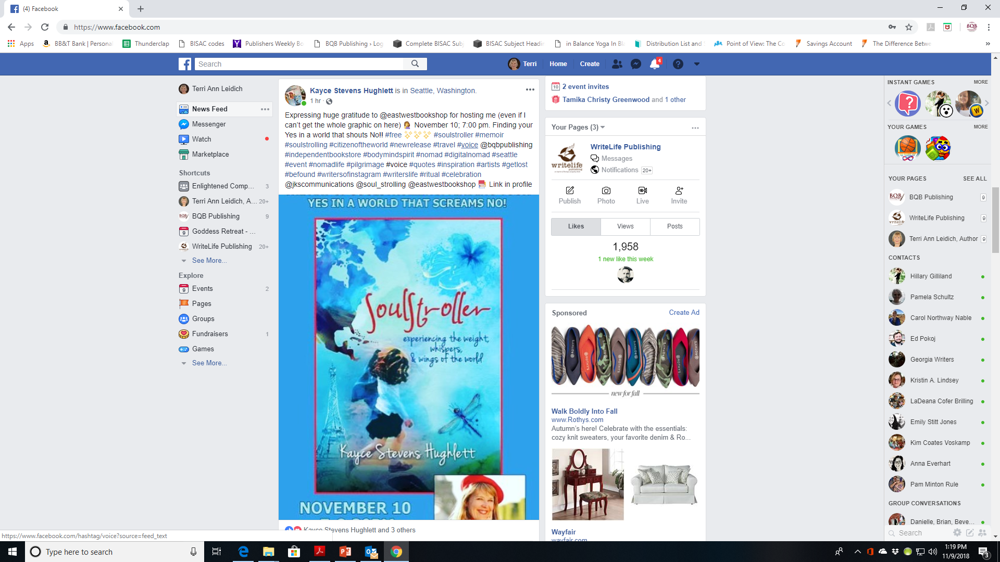 (4) Facebook
https://www.facebook.com
BQB
Apps
BB&T Bank | Persona
Thunderclap
BISAC codes
Publishers Weekly Bo
BQB Publishing › Log
Complete BISAC Subj
BISAC Subject Headin
in Balance Yoga In Bl
Distribution List and
Point of View: The Co
Savings Account
The Difference Betwe
Search
Terri
Home
Create
4
Terri Ann Leidich
News Feed
Messenger
Watch
Marketplace
Shortcuts
Enlightened Comp... 3
Terri Ann Leidich, A... 20+
BQB Publishing 9
Goddess Retreat - ...
WriteLife Publishing 20+
See More...
Explore
Events 2
Pages
Groups
Fundraisers 1
Games
See More...
Kayce Stevens Hughlett is in Seattle, Washington.
1 hr ·
Expressing huge gratitude to @eastwestbookshop for hosting me (even if I
can't get the whole graphic on here) November 10; 7:00 pm. Finding your
Yes in a world that shouts No!! #free #soulstroller #memoir
#soulstrolling #citizenoftheworld #newrelease #travel #voice @bqbpublishing
#independentbookstore #bodymindspirit #nomad #digitalnomad #seattle
#event #nomadlife #pilgrimage #voice #quotes #inspiration #artists #getlost
#befound #writersofinstagram #writerslife #ritual #celebration
@jkscommunications @soul_strolling @eastwestbookshop Link in profile
YES IN A WORLD THAT SCREAMS NO!
SoulStroller
experiencing the weight,
whispers,
& wings of the world
Kayce Stevens Hughlett
NOVEMBER 10
Kayce Stevens Hughlett and 3 others
2 event invites
Tamika Christy Greenwood and 1 other
Your Pages (3)
writelife
publishing
WriteLife Publishing
Messages
Notifications 20+
Publish
Photo
Live
Invite
Likes
Views
Posts
1,958
1 new like this week
Sponsored
Create Ad
ROTHY'S
new for fall
Walk Boldly Into Fall
www.Rothys.com
Autumn's here! Celebrate with the essentials:
cozy knit sweaters, your favorite denim & Ro...
Wayfair
wayfair.com
INSTANT GAMES
MORE
YOUR GAMES
MORE
YOUR PAGES
SEE ALL
BQB Publishing 9
WriteLife Publishing 9
Terri Ann Leidich, Author 9
CONTACTS
Hillary Gilliland
Pamela Schultz
Carol Northway Nable
Ed Pokoj
Georgia Writers
Kristin A. Lindsey
LaDeana Cofer Brilling
Emily Stitt Jones
Kim Coates Voskamp
Anna Everhart
Pam Minton Rule
GROUP CONVERSATIONS
Danielle, Brian, Beve...
Search
https://www.facebook.com/hashtag/voice?source=feed_text
Type here to search
1:19 PM
11/9/2018
3